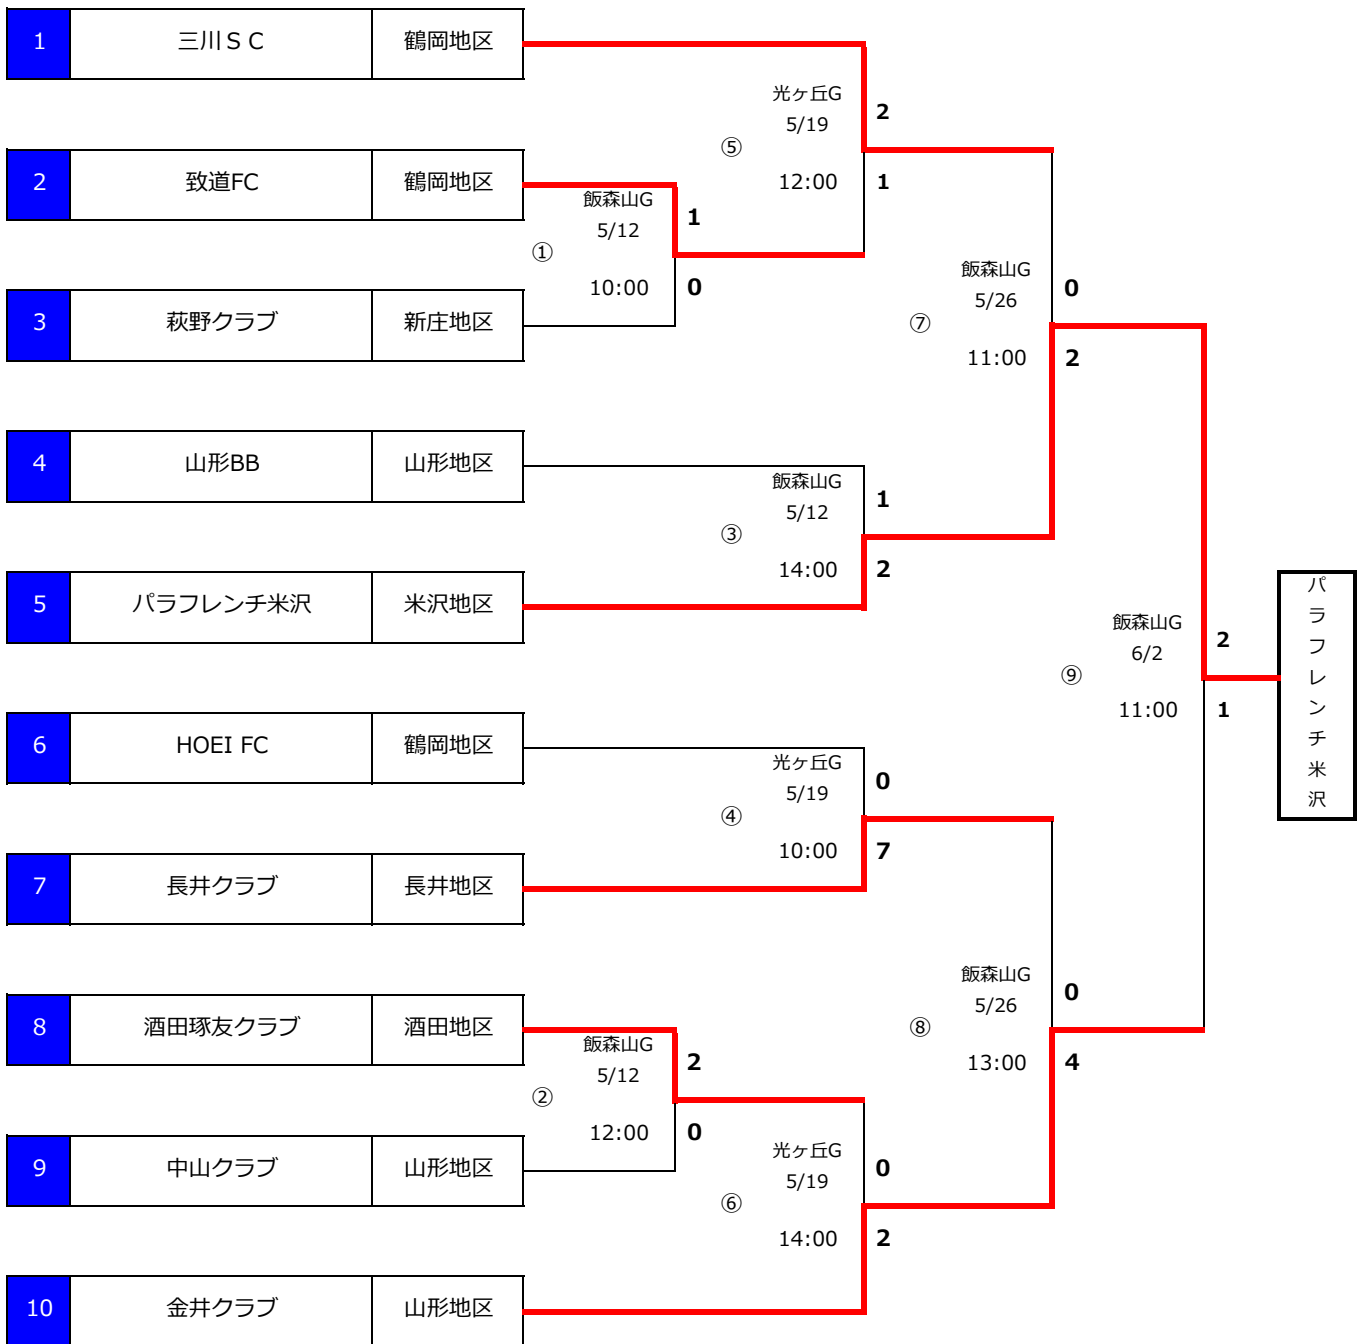 1 三川ＳＣ 鶴岡地区
光ヶ丘G
5/19
2
⑤
12:00
1
2 致道FC 鶴岡地区
飯森山G
5/12
1
①
10:00
0
3 萩野クラブ 新庄地区
飯森山G
5/26
0
⑦
11:00
2
4 山形BB 山形地区
飯森山G
5/12
1
③
14:00
2
5 パラフレンチ米沢 米沢地区
飯森山G
6/2
2
⑨
11:00
1
パラフレンチ米沢
6 HOEI FC 鶴岡地区
光ヶ丘G
5/19
0
④
10:00
7
7 長井クラブ 長井地区
飯森山G
5/26
0
⑧
13:00
4
8 酒田琢友クラブ 酒田地区
飯森山G
5/12
2
②
12:00
0
9 中山クラブ 山形地区
光ヶ丘G
5/19
0
⑥
14:00
2
10 金井クラブ 山形地区